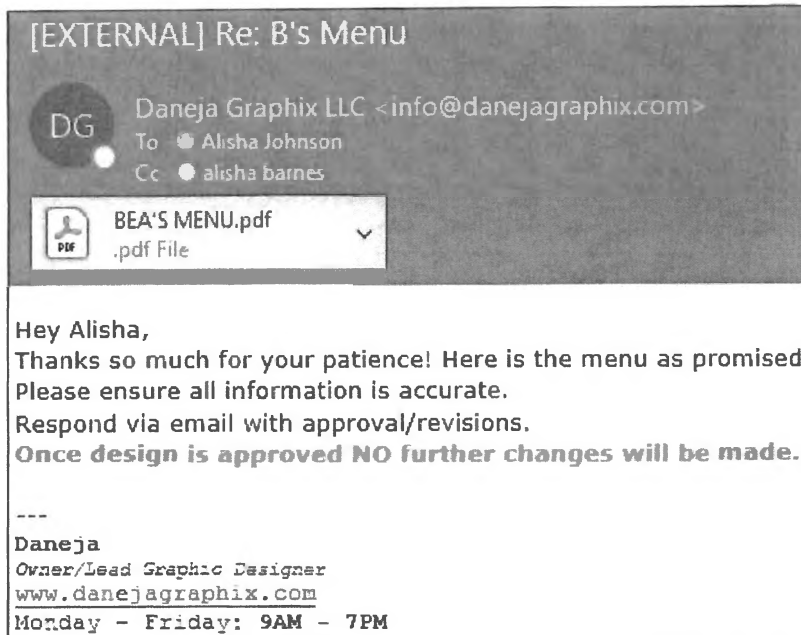 [EXTERNAL] Re: B's Menu
DG
Daneja Graphix LLC <info@danejagraphix.com>
To Alisha Johnson
Cc alisha barnes
PDF
BEA'S MENU.pdf
.pdf File
Hey Alisha,
Thanks so much for your patience! Here is the menu as promised
Please ensure all information is accurate.
Respond via email with approval/revisions.
Once design is approved NO further changes will be made.
---
Daneja
Owner/Lead Graphic Designer
www.danejagraphix.com
Monday - Friday: 9AM - 7PM